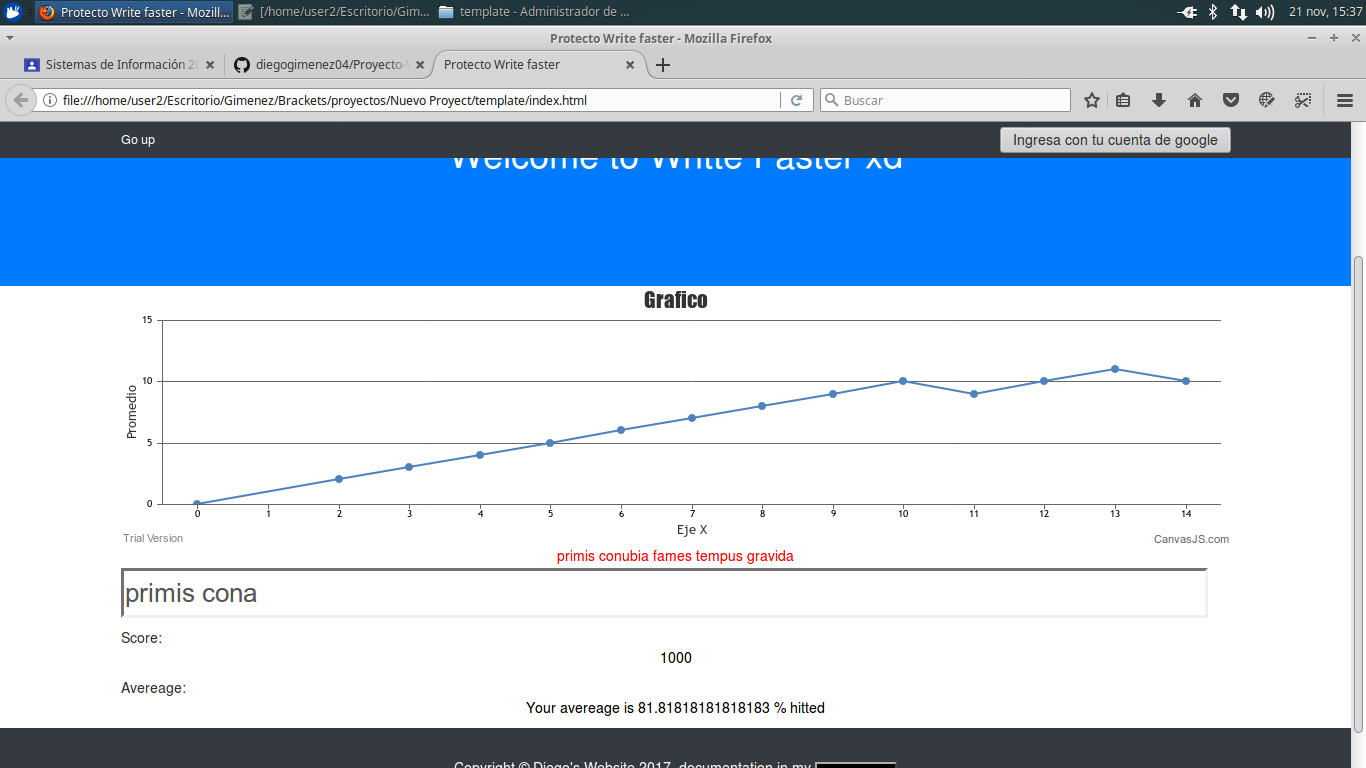 Protecto Write faster - Mozill... [/home/user2/Escritorio/Gim... template - Administrador de ... 21 nov, 15:37
Protecto Write faster - Mozilla Firefox
Sistemas de Información 20 diegogimenez04/Proyecto- Protecto Write faster
file:///home/user2/Escritorio/Gimenez/Brackets/proyectos/Nuevo Proyect/template/index.html Buscar
Go up Ingresa con tu cuenta de google
Welcome to Writte Faster xd
Grafico
15
10
5
0
Promedio
0 1 2 3 4 5 6 7 8 9 10 11 12 13 14
Eje X
Trial Version CanvasJS.com
primis conubia fames tempus gravida
primis cona
Score:
1000
Avereage:
Your avereage is 81.81818181818183 % hitted
Copyright © Diego's Website 2017, documentation in my